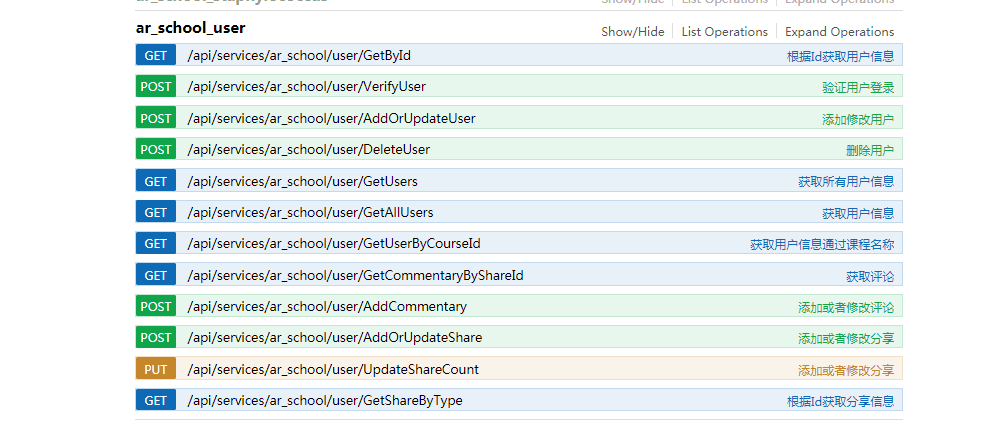 Show/Hide List Operations Expand Operations
ar_school_user Show/Hide List Operations Expand Operations
GET /api/services/ar_school/user/GetById 根据Id获取用户信息
POST /api/services/ar_school/user/VerifyUser 验证用户登录
POST /api/services/ar_school/user/AddOrUpdateUser 添加修改用户
POST /api/services/ar_school/user/DeleteUser 删除用户
GET /api/services/ar_school/user/GetUsers 获取所有用户信息
GET /api/services/ar_school/user/GetAllUsers 获取用户信息
GET /api/services/ar_school/user/GetUserByCourseId 获取用户信息通过课程名称
GET /api/services/ar_school/user/GetCommentaryByShareId 获取评论
POST /api/services/ar_school/user/AddCommentary 添加或者修改评论
POST /api/services/ar_school/user/AddOrUpdateShare 添加或者修改分享
PUT /api/services/ar_school/user/UpdateShareCount 添加或者修改分享
GET /api/services/ar_school/user/GetShareByType 根据Id获取分享信息